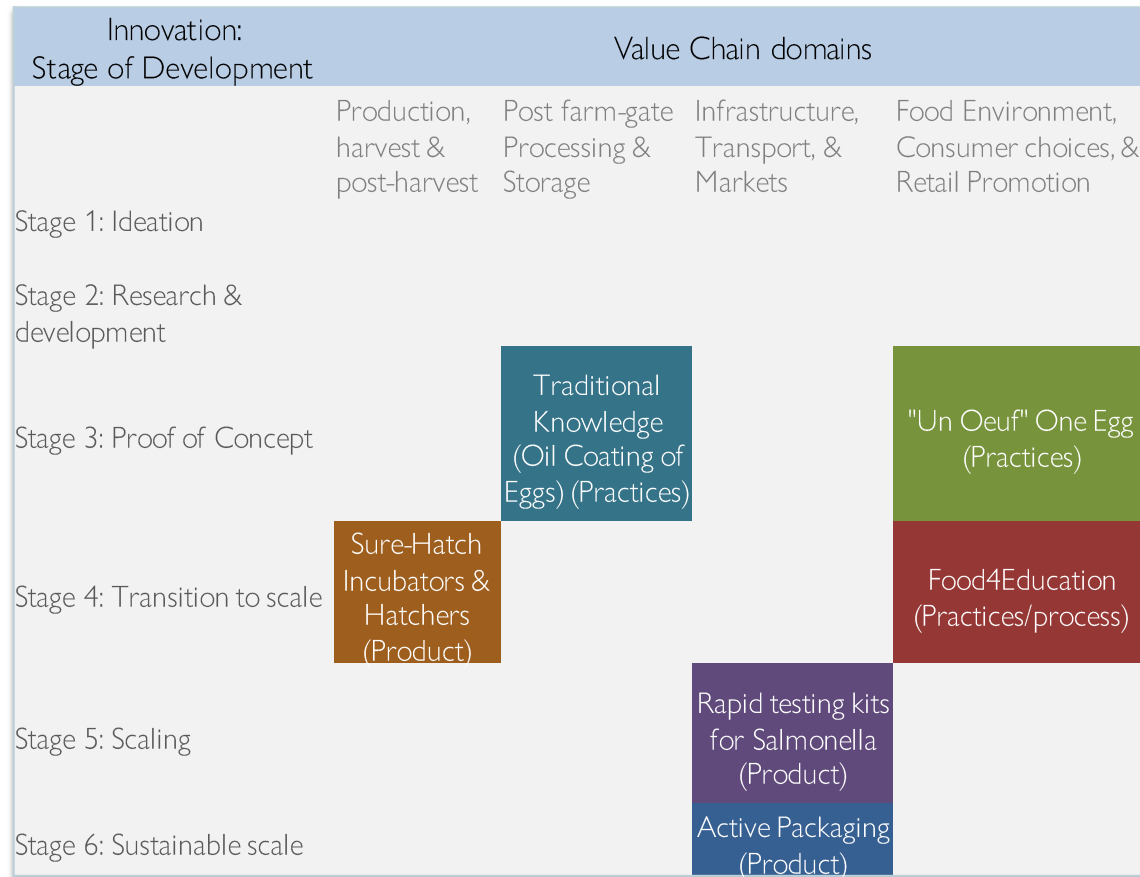 Innovation:
Stage of Development
Value Chain domains
Production,
harvest &
post-harvest
Post farm-gate
Processing &
Storage
Infrastructure,
Transport, &
Markets
Food Environment,
Consumer choices, &
Retail Promotion
Stage 1: Ideation
Stage 2: Research &
development
Stage 3: Proof of Concept
Traditional
Knowledge
(Oil Coating of
Eggs) (Practices)
"Un Oeuf" One Egg
(Practices)
Stage 4: Transition to scale
Sure-Hatch
Incubators &
Hatchers
(Product)
Food4Education
(Practices/process)
Stage 5: Scaling
Rapid testing kits
for Salmonella
(Product)
Stage 6: Sustainable scale
Active Packaging
(Product)